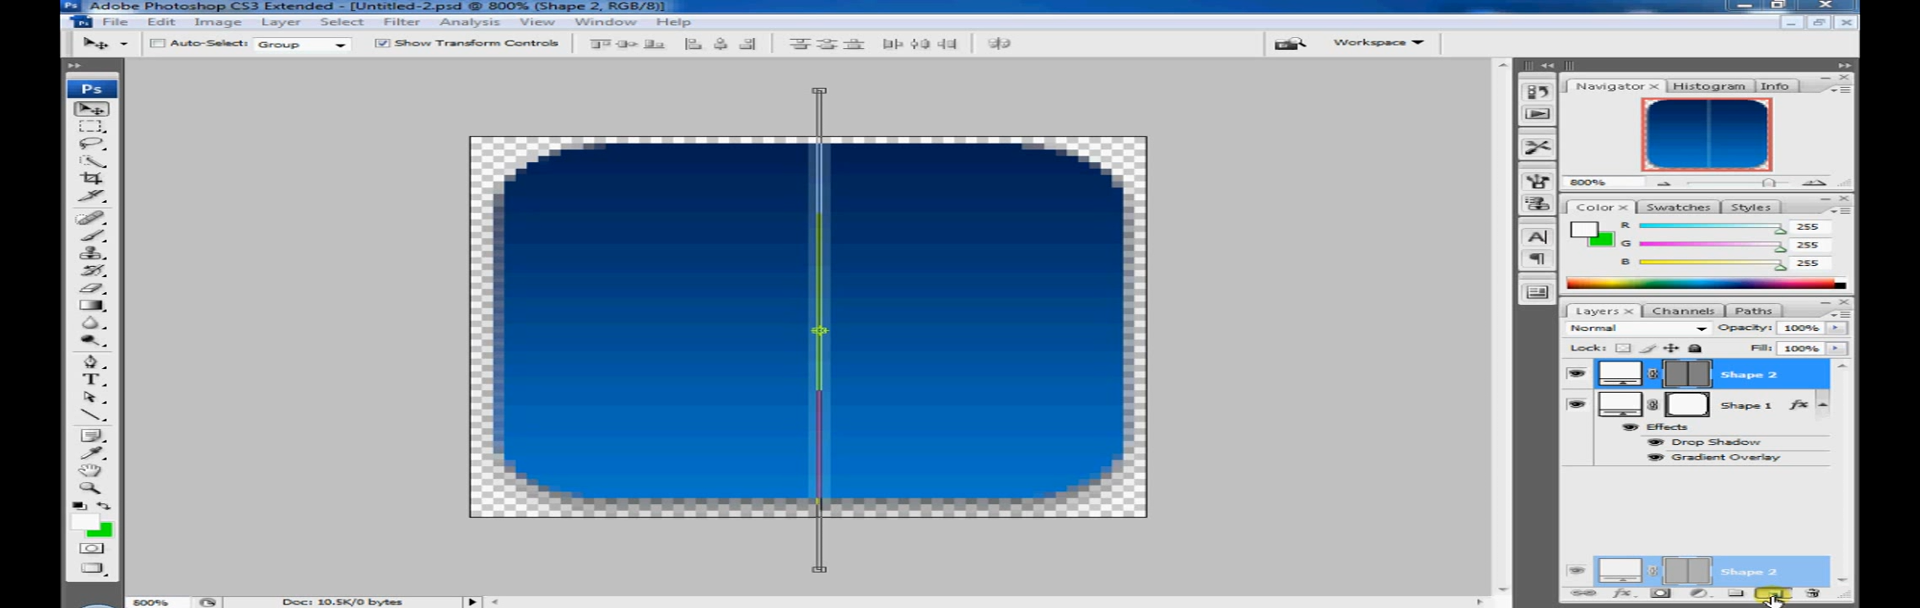 Adobe Photoshop CS3 Extended - [Untitled-2.psd @ 800% (Shape 2, RGB/8)]
Ps File Edit Image Layer Select Filter Analysis View Window Help
Auto-Select: Group Show Transform Controls Workspace
Ps
Navigator × Histogram Info
800%
Color × Swatches Styles
R 255
G 255
B 255
Layers × Channels Paths
Normal Opacity: 100%
Lock: Fill: 100%
Shape 2
Shape 1 fx
Effects
Drop Shadow
Gradient Overlay
Shape 2
fx
T
A
800% Doc: 10.5K/0 bytes